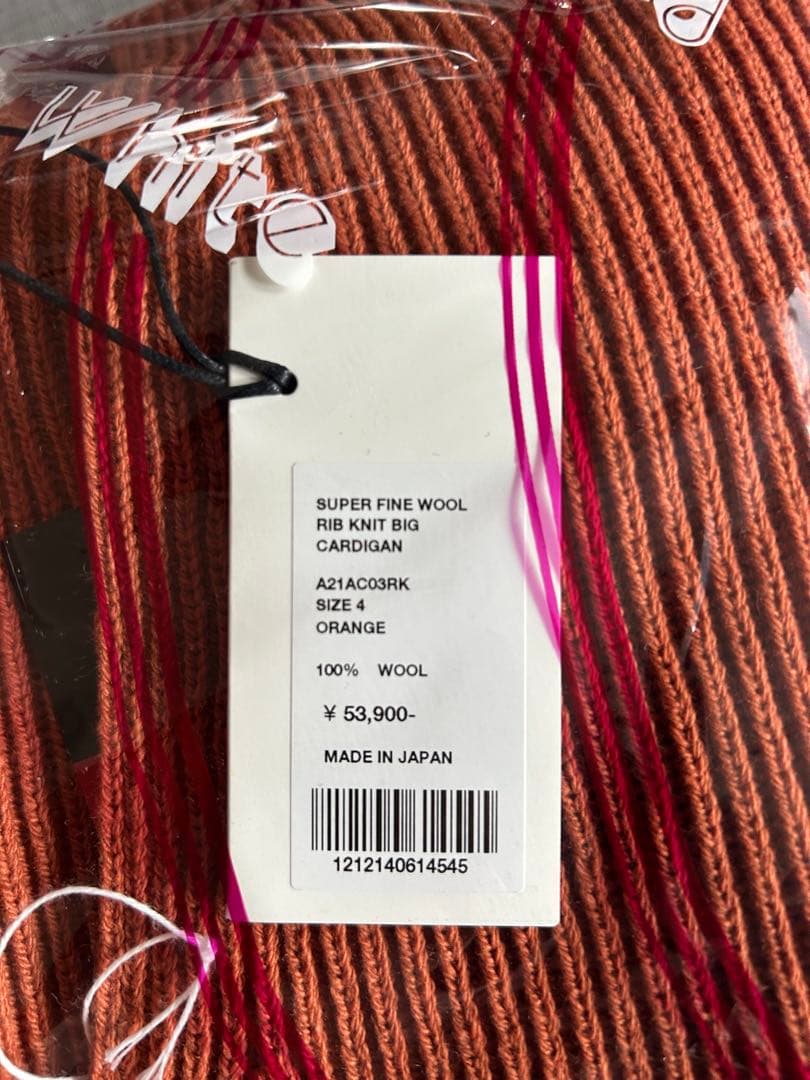 White
SUPER FINE WOOL
RIB KNIT BIG
CARDIGAN
A21AC03RK
SIZE 4
ORANGE
100% WOOL
¥ 53,900-
MADE IN JAPAN
1212140614545